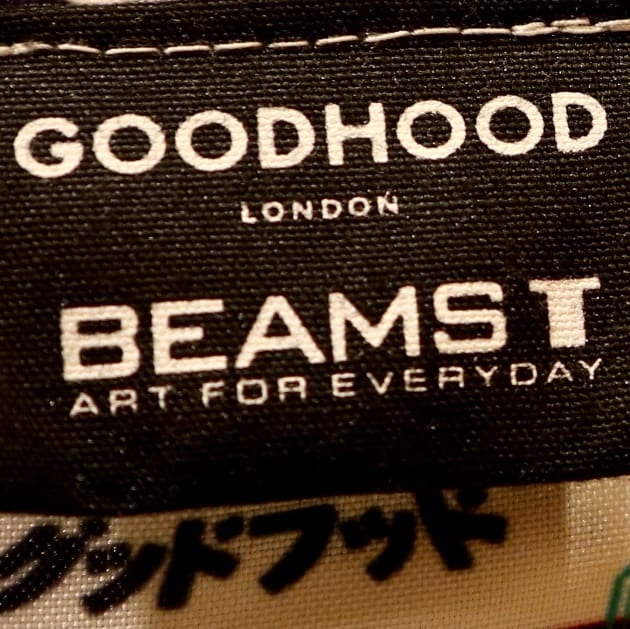 GOODHOOD
LONDON
BEAMS T
ART FOR EVERYDAY
グッドフッド